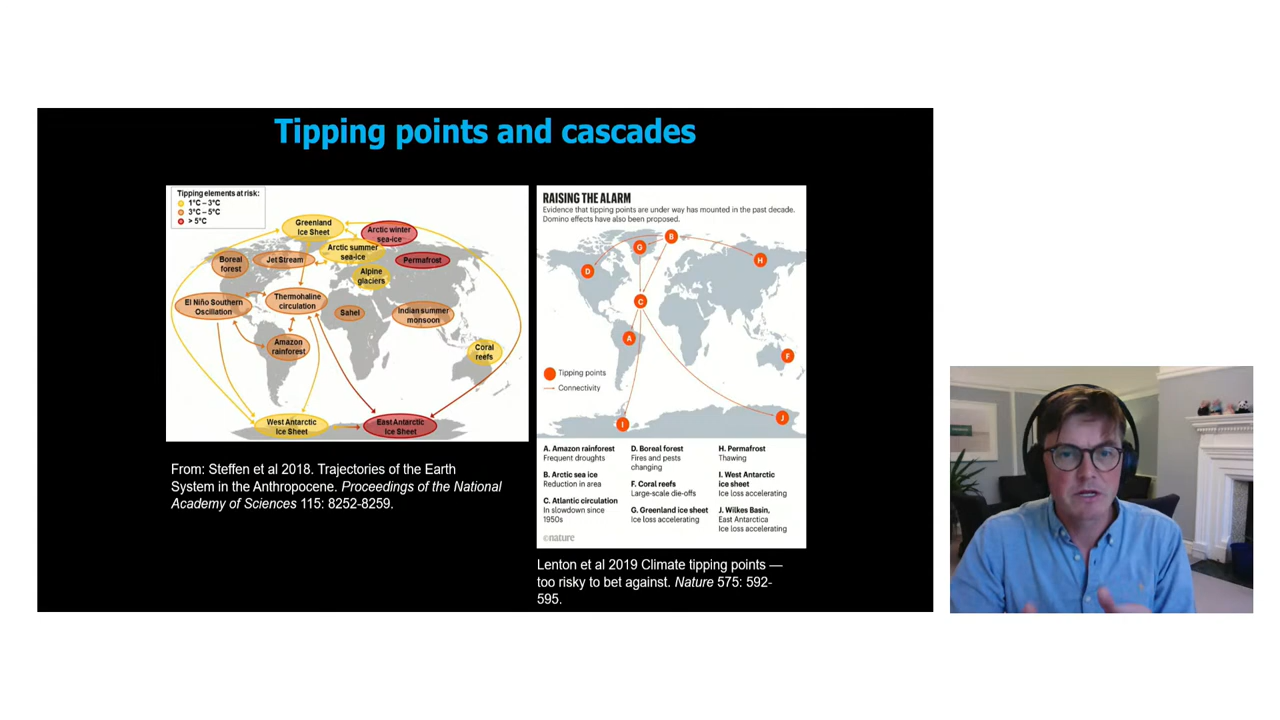 Tipping points and cascades
Tipping elements at risk:
1°C – 3°C
3°C – 5°C
> 5°C
Greenland
Ice Sheet
Arctic winter
sea-ice
Arctic summer
sea-ice
Boreal
forest
Jet Stream
Permafrost
Alpine
glaciers
El Niño Southern
Oscillation
Thermohaline
circulation
Sahel
Indian summer
monsoon
Amazon
rainforest
Coral
reefs
West Antarctic
Ice Sheet
East Antarctic
Ice Sheet
From: Steffen et al 2018. Trajectories of the Earth
System in the Anthropocene. Proceedings of the National
Academy of Sciences 115: 8252-8259.
RAISING THE ALARM
Evidence that tipping points are under way has mounted in the past decade.
Domino effects have also been proposed.
B
G
H
D
C
A
F
Tipping points
Connectivity
J
I
A. Amazon rainforest
Frequent droughts
B. Arctic sea ice
Reduction in area
C. Atlantic circulation
In slowdown since
1950s
D. Boreal forest
Fires and pests
changing
F. Coral reefs
Large-scale die-offs
G. Greenland ice sheet
Ice loss accelerating
H. Permafrost
Thawing
I. West Antarctic
ice sheet
Ice loss accelerating
J. Wilkes Basin,
East Antarctica
Ice loss accelerating
©nature
Lenton et al 2019 Climate tipping points —
too risky to bet against. Nature 575: 592-
595.